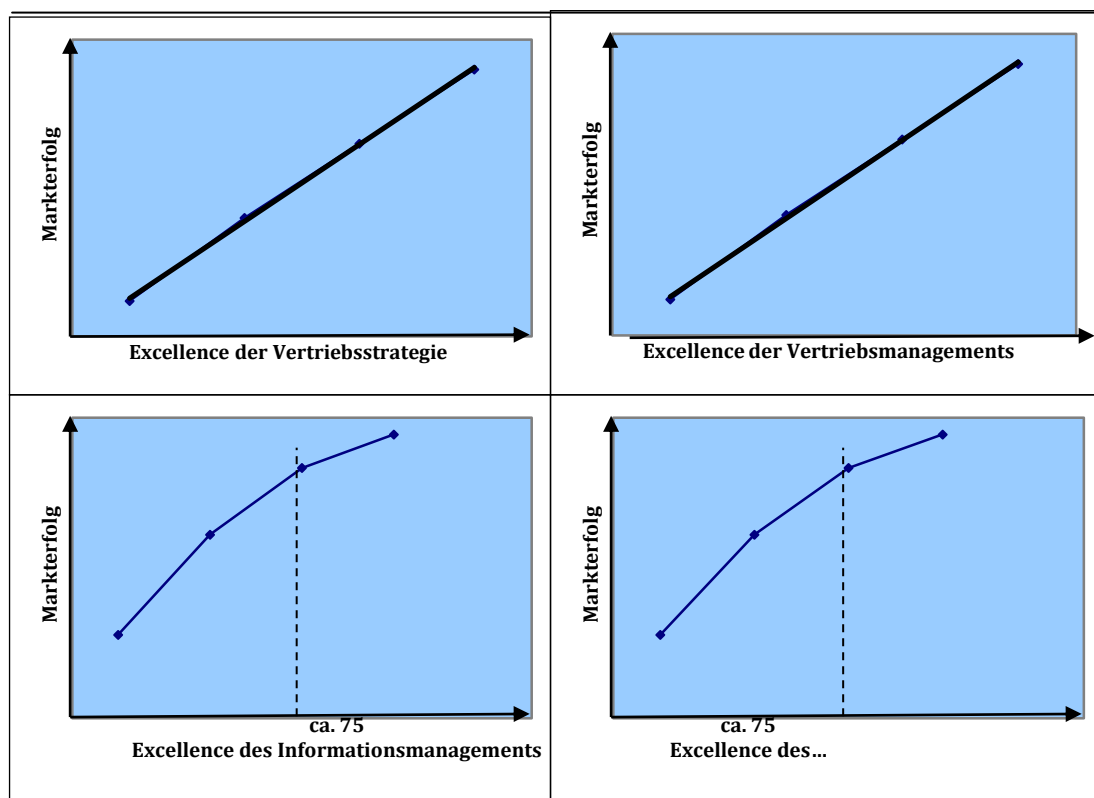 Markterfolg
Excellence der Vertriebsstrategie
Markterfolg
Excellence der Vertriebsmanagements
Markterfolg
ca. 75
Excellence des Informationsmanagements
Markterfolg
ca. 75
Excellence des...